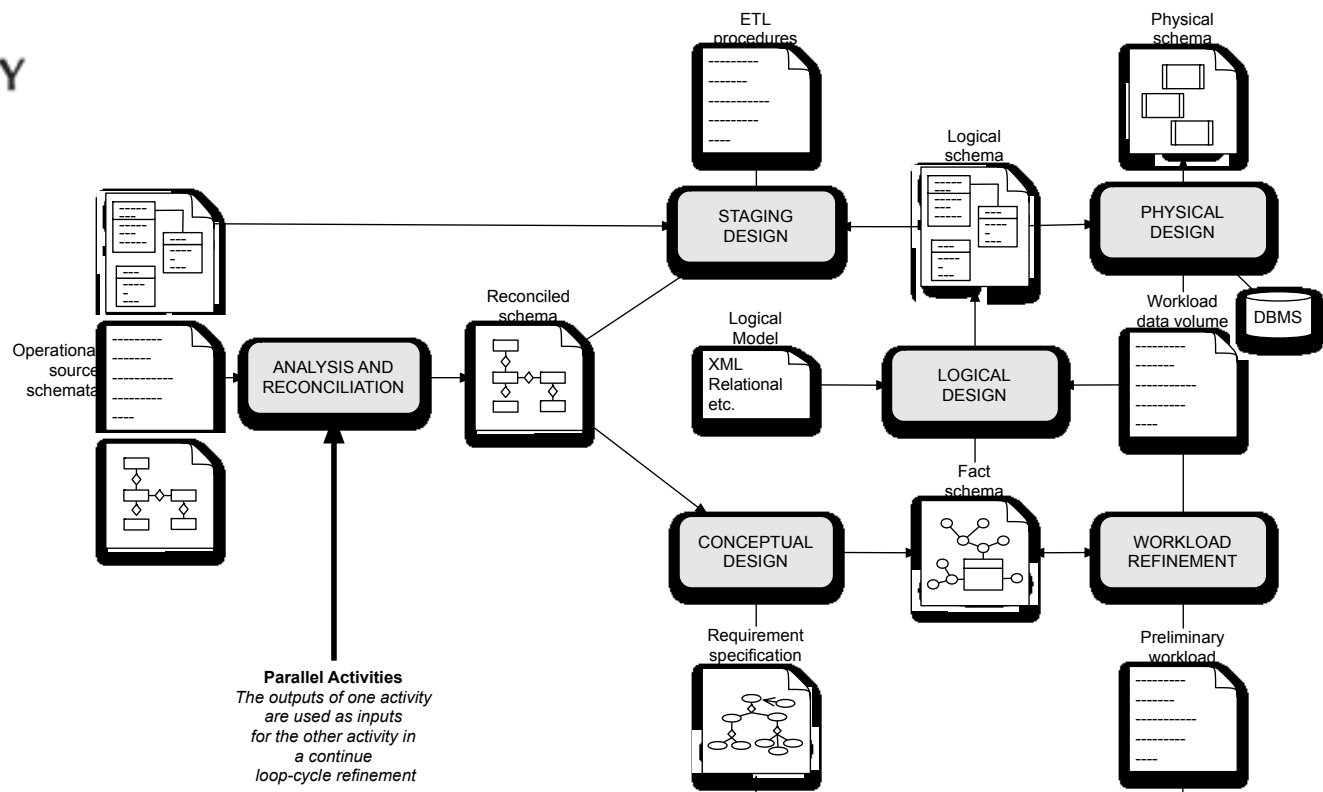 Y
ETL
procedures
Physical
schema
Logical
schema
STAGING
DESIGN
PHYSICAL
DESIGN
Reconciled
schema
Logical
Model
Workload
data volume
DBMS
Operational
source
schemata
ANALYSIS AND
RECONCILIATION
XML
Relational
etc.
LOGICAL
DESIGN
Fact
schema
CONCEPTUAL
DESIGN
WORKLOAD
REFINEMENT
Requirement
specification
Preliminary
workload
Parallel Activities
The outputs of one activity
are used as inputs
for the other activity in
a continue
loop-cycle refinement